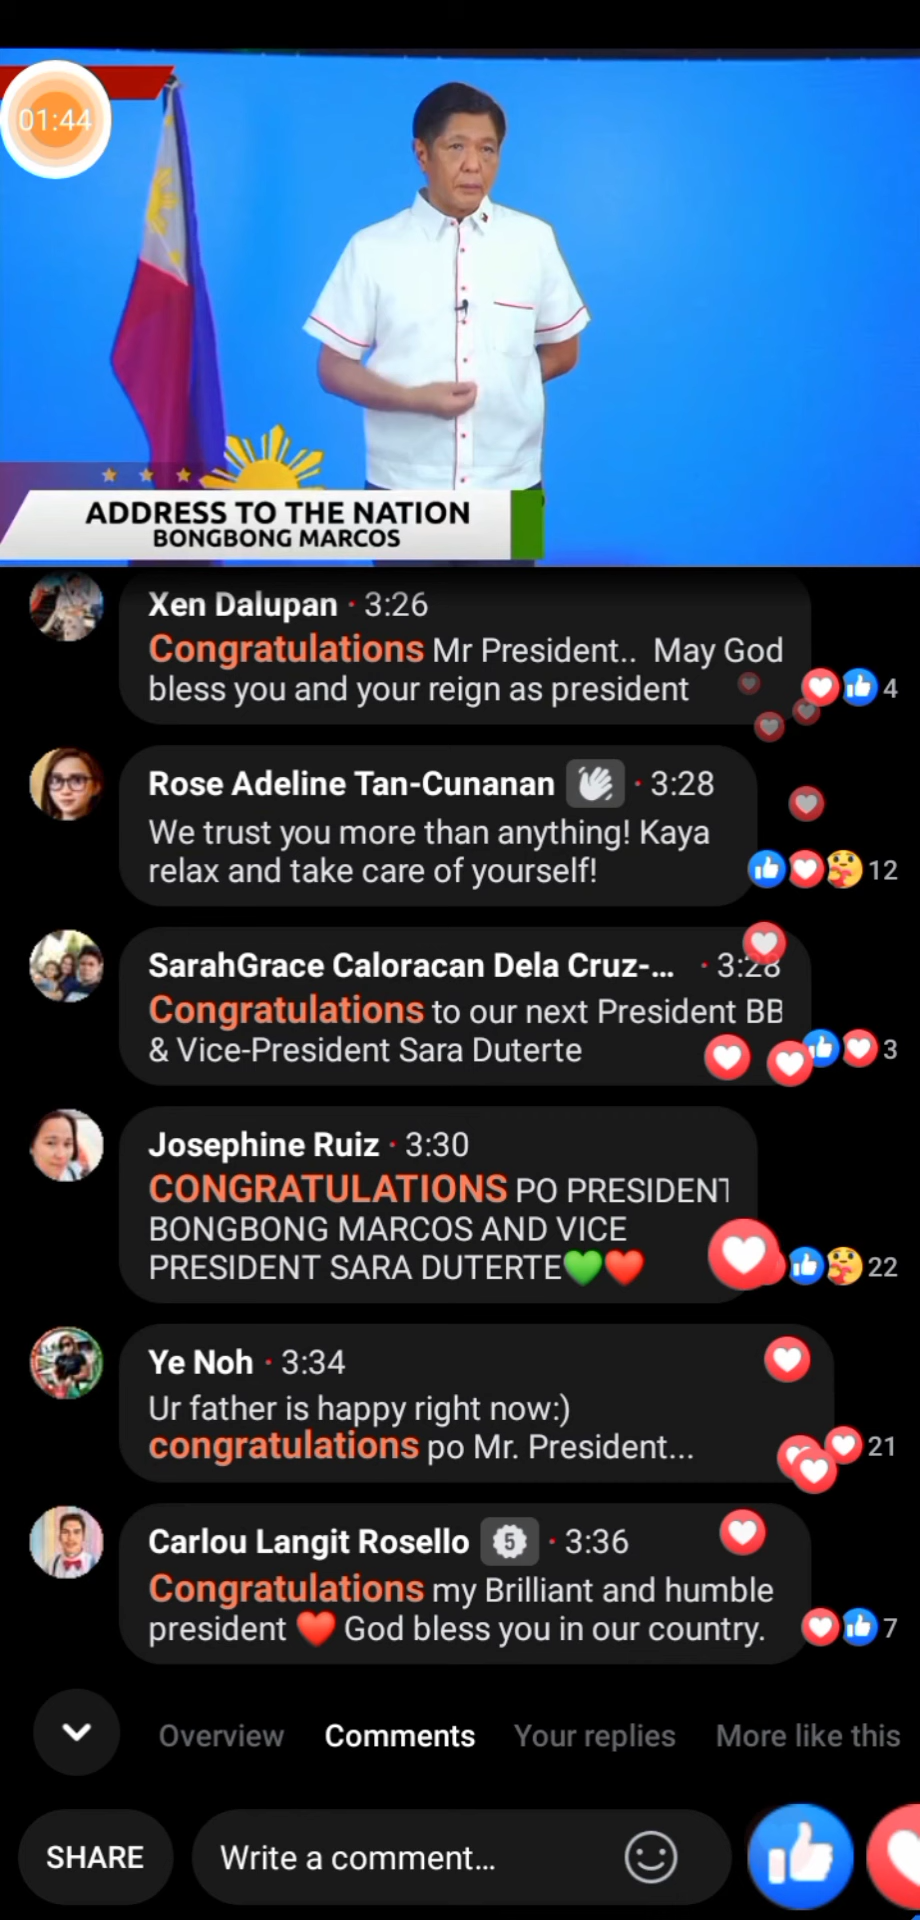 01:44
ADDRESS TO THE NATION
BONGBONG MARCOS
Xen Dalupan · 3:26
Congratulations Mr President.. May God
bless you and your reign as president
4
Rose Adeline Tan-Cunanan · 3:28
We trust you more than anything! Kaya
relax and take care of yourself!
12
SarahGrace Caloracan Dela Cruz-... · 3:28
Congratulations to our next President BB
& Vice-President Sara Duterte
3
Josephine Ruiz · 3:30
CONGRATULATIONS PO PRESIDENT
BONGBONG MARCOS AND VICE
PRESIDENT SARA DUTERTE💚❤️
22
Ye Noh · 3:34
Ur father is happy right now:)
congratulations po Mr. President...
21
Carlou Langit Rosello 5 · 3:36
Congratulations my Brilliant and humble
president ❤️ God bless you in our country.
7
Overview Comments Your replies More like this
SHARE Write a comment...